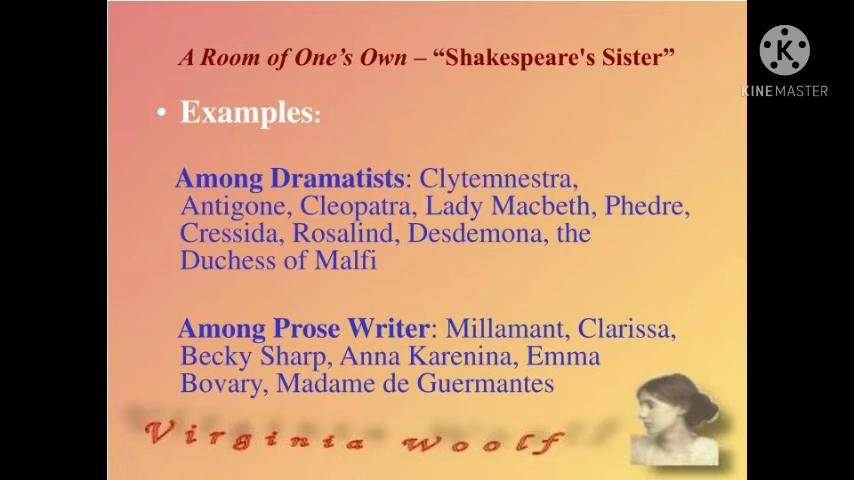 A Room of One's Own – “Shakespeare's Sister”
K
KINEMASTER
• Examples:
Among Dramatists: Clytemnestra,
Antigone, Cleopatra, Lady Macbeth, Phedre,
Cressida, Rosalind, Desdemona, the
Duchess of Malfi
Among Prose Writer: Millamant, Clarissa,
Becky Sharp, Anna Karenina, Emma
Bovary, Madame de Guermantes
Virginia Woolf